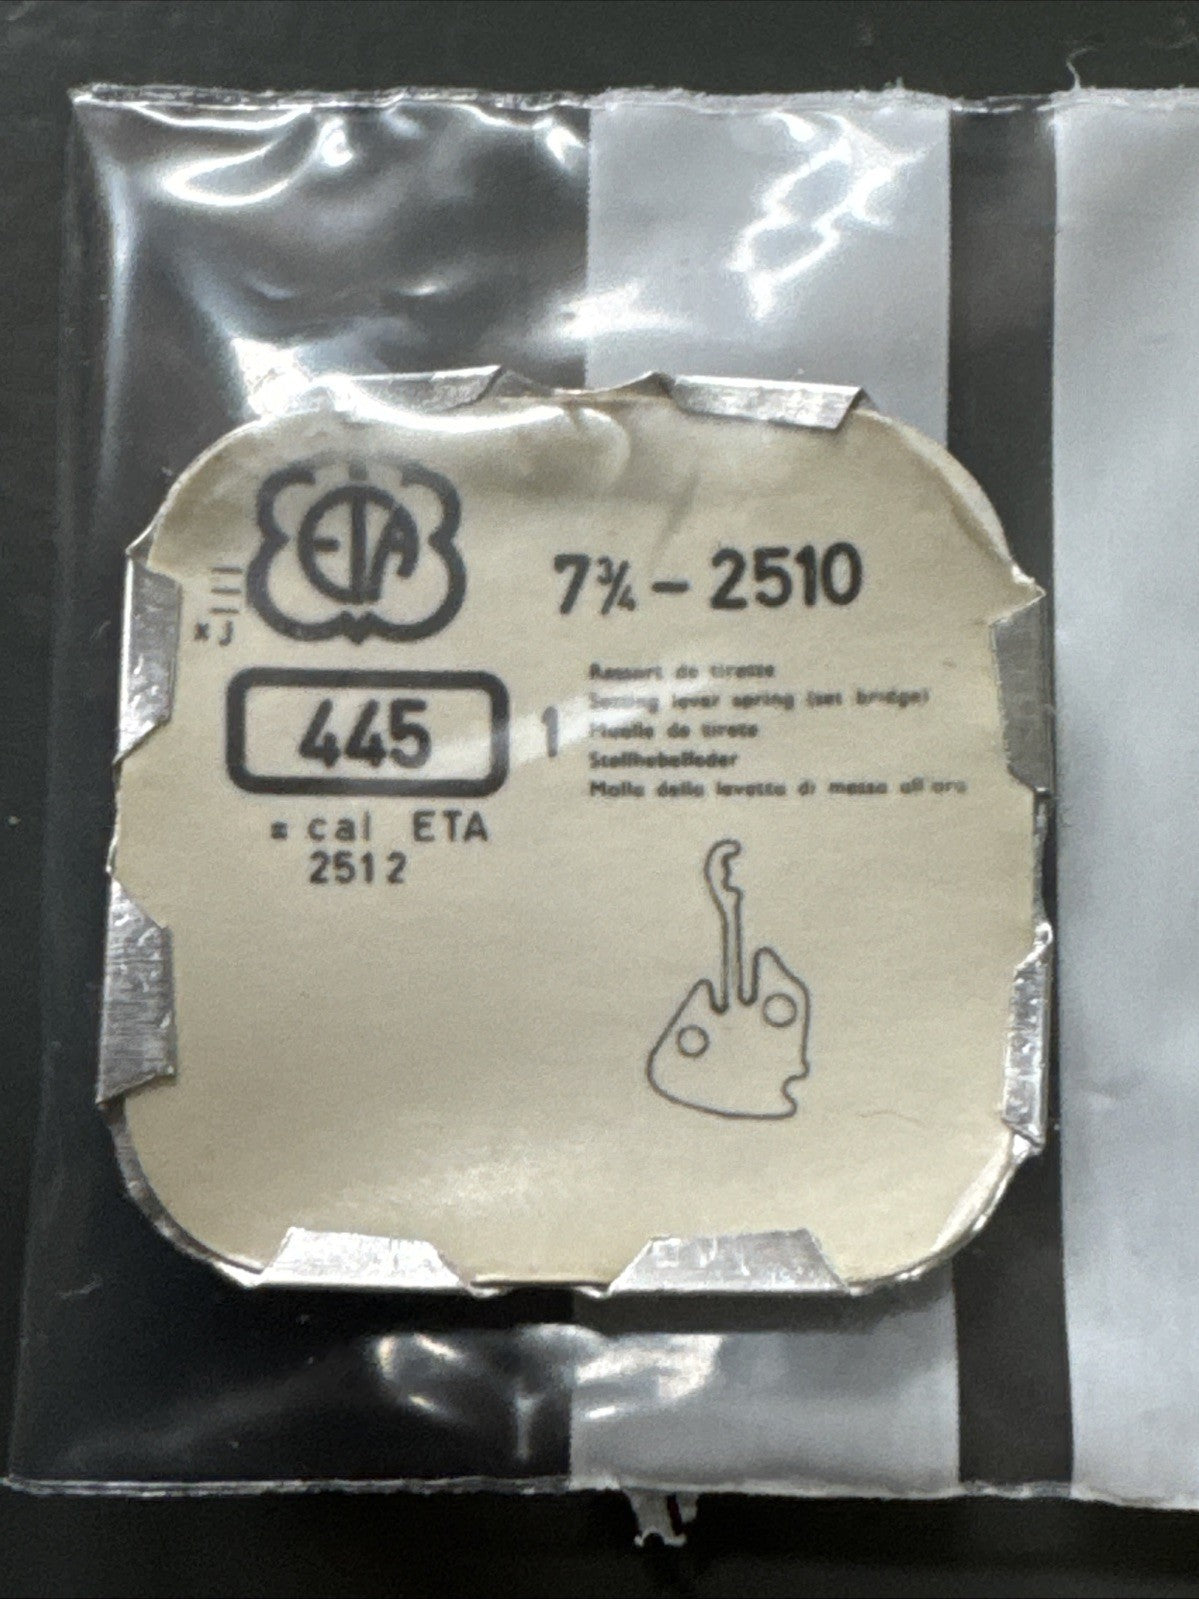 ETA
7¾ – 2510
x j
445
1
Ressort de tirette
Setting lever spring (set bridge)
Muelle de tirete
Stellhebelfeder
Molla della levetta di messa all'ora
= cal ETA
2512